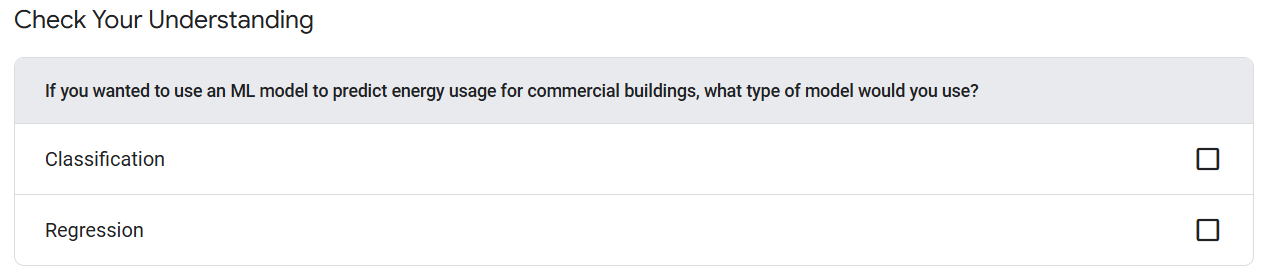 Check Your Understanding
If you wanted to use an ML model to predict energy usage for commercial buildings, what type of model would you use?
Classification
Regression